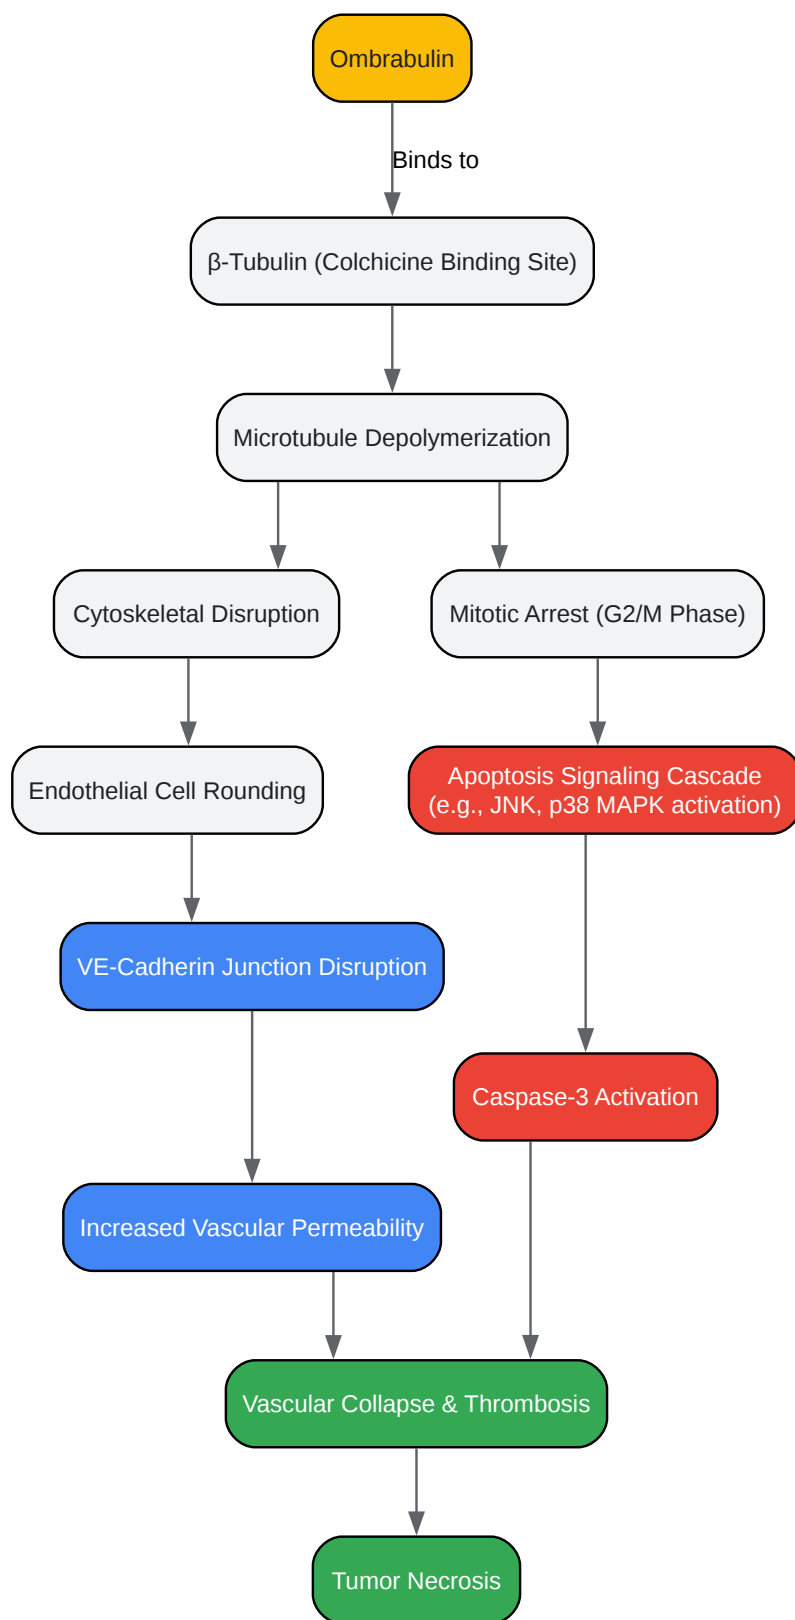 Ombrabulin
Binds to
β-Tubulin (Colchicine Binding Site)
Microtubule Depolymerization
Cytoskeletal Disruption
Mitotic Arrest (G2/M Phase)
Endothelial Cell Rounding
Apoptosis Signaling Cascade
(e.g., JNK, p38 MAPK activation)
VE-Cadherin Junction Disruption
Caspase-3 Activation
Increased Vascular Permeability
Vascular Collapse & Thrombosis
Tumor Necrosis